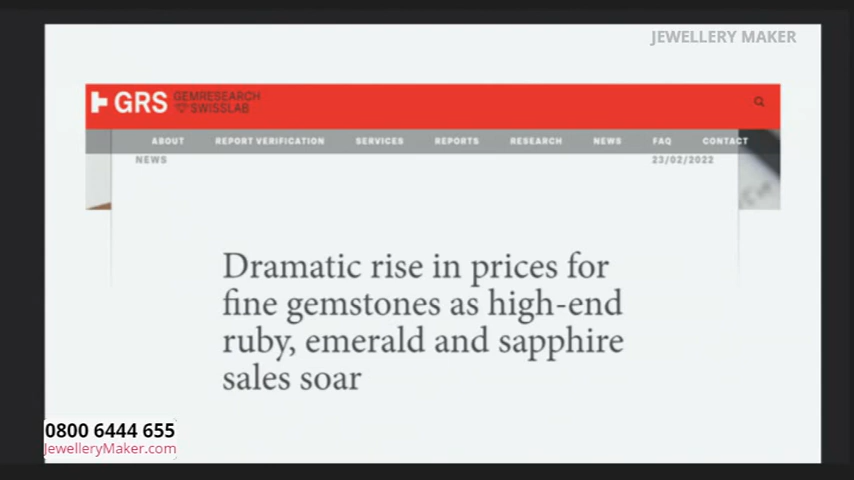 JEWELLERY MAKER
GRS GEMRESEARCH
SWISSLAB
ABOUT REPORT VERIFICATION SERVICES REPORTS RESEARCH NEWS FAQ CONTACT
NEWS 23/02/2022
Dramatic rise in prices for
fine gemstones as high-end
ruby, emerald and sapphire
sales soar
0800 6444 655
JewelleryMaker.com